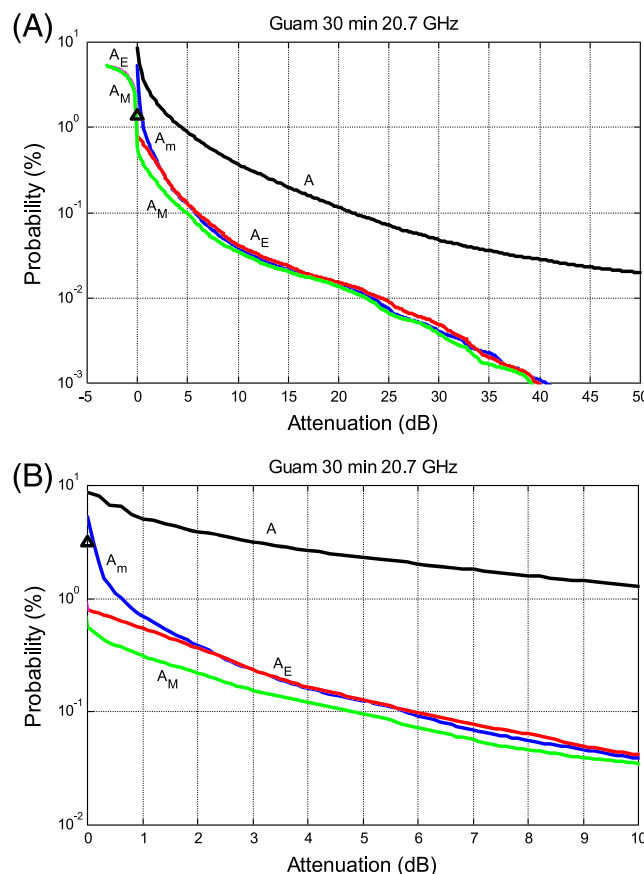 (A)
Guam 30 min 20.7 GHz
Probability (%)
10^1
10^0
10^-1
10^-2
10^-3
A_E
A_M
A_m
A
A_M
A_E
-5 0 5 10 15 20 25 30 35 40 45 50
Attenuation (dB)
(B)
Guam 30 min 20.7 GHz
Probability (%)
10^1
10^0
10^-1
10^-2
A
A_m
A_E
A_M
0 1 2 3 4 5 6 7 8 9 10
Attenuation (dB)